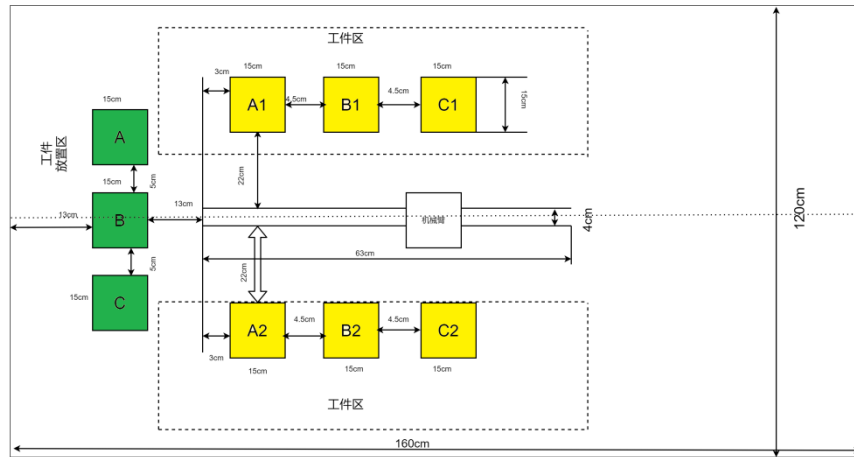 工件区
15cm
15cm
15cm
3cm
A1
4.5cm
B1
4.5cm
C1
15cm
15cm
A
工件
放置区
15cm
5cm
22cm
13cm
B
13cm
机械臂
4cm
120cm
5cm
22cm
63cm
15cm
C
A2
4.5cm
B2
4.5cm
C2
3cm
15cm
15cm
15cm
工件区
160cm